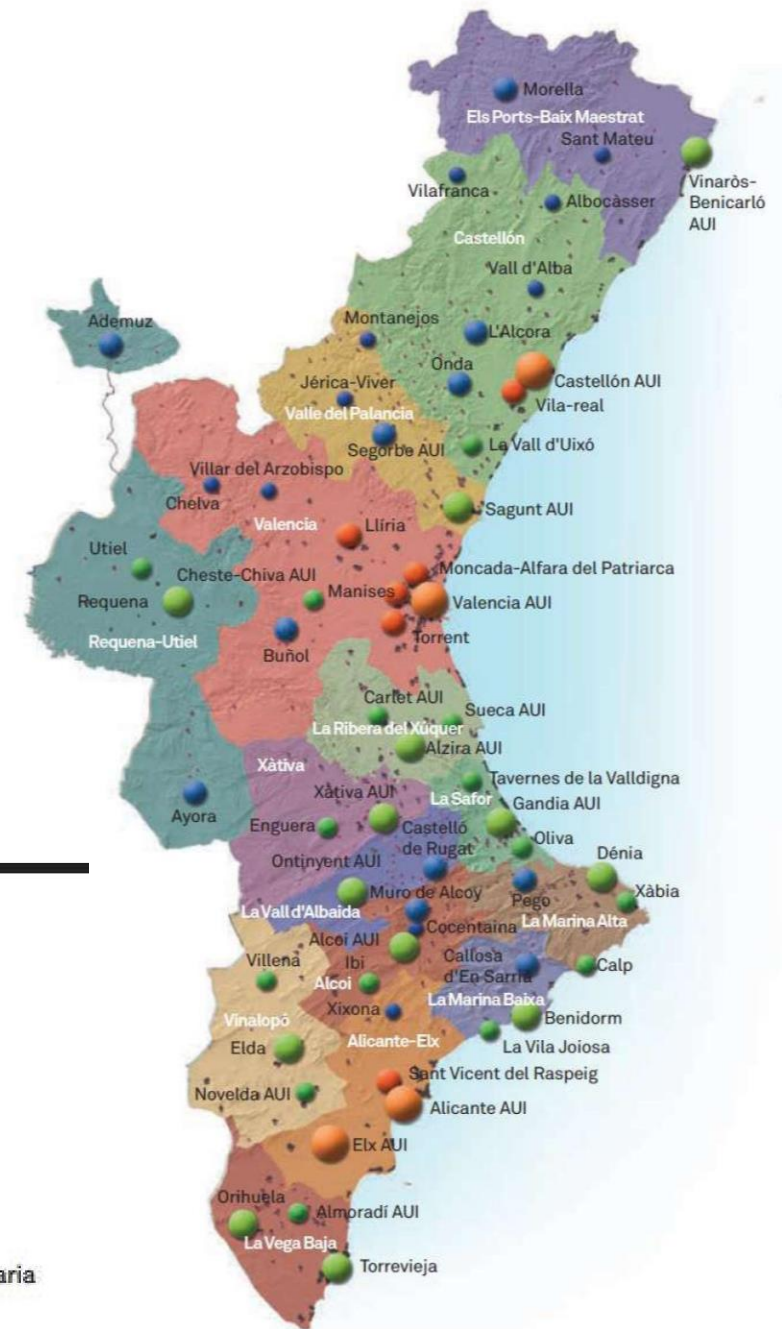 Morella
Els Ports-Baix Maestrat
Sant Mateu
Vinaròs-
Benicarló
AUI
Vilafranca
Albocàsser
Castellón
Vall d'Alba
Ademuz
Montanejos
L'Alcora
Onda
Castellón AUI
Jérica-Viver
Vila-real
Valle del Palancia
Segorbe AUI
La Vall d'Uixó
Villar del Arzobispo
Chelva
Sagunt AUI
Valencia
Llíria
Utiel
Moncada-Alfara del Patriarca
Cheste-Chiva AUI
Manises
Requena
Valencia AUI
Requena-Utiel
Torrent
Buñol
Carlet AUI
Sueca AUI
La Ribera del Xúquer
Alzira AUI
Xàtiva
Tavernes de la Valldigna
Xàtiva AUI
La Safor
Gandia AUI
Ayora
Enguera
Castelló
de Rugat
Oliva
Ontinyent AUI
Dénia
Muro de Alcoy
Pego
Xàbia
La Vall d'Albaida
La Marina Alta
Cocentaina
Alcoi AUI
Villena
Ibi
Callosa
d'En Sarrià
Calp
Alcoi
Xixona
La Marina Baixa
Vinalopó
Benidorm
Alicante-Elx
Elda
La Vila Joiosa
Sant Vicent del Raspeig
Novelda AUI
Alicante AUI
Elx AUI
Orihuela
Almoradí AUI
La Vega Baja
Torrevieja
aria